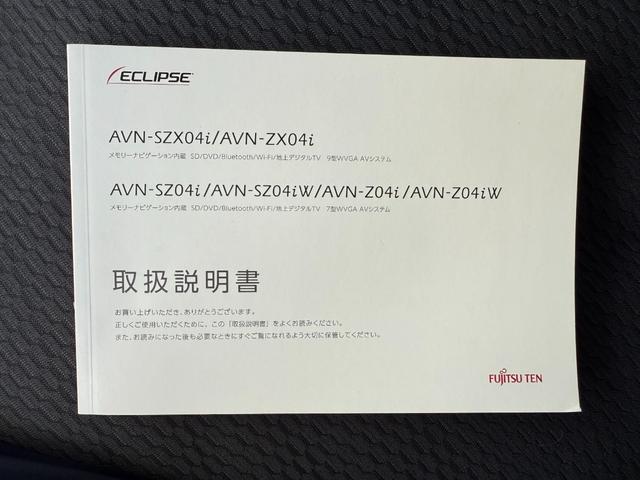 ECLIPSE
AVN-SZX04i/AVN-ZX04i
メモリーナビゲーション内蔵 SD/DVD/Bluetooth/Wi-Fi/地上デジタルTV 9型WVGA AVシステム
AVN-SZ04i/AVN-SZ04iW/AVN-Z04i/AVN-Z04iW
メモリーナビゲーション内蔵 SD/DVD/Bluetooth/Wi-Fi/地上デジタルTV 7型WVGA AVシステム
取扱説明書
お買い上げいただき、ありがとうございます。
正しくご使用いただくために、この「取扱説明書」をよくお読みください。
また、お読みになった後も必要なときにすぐご覧になれるよう大切に保管してください。
FUJITSU TEN